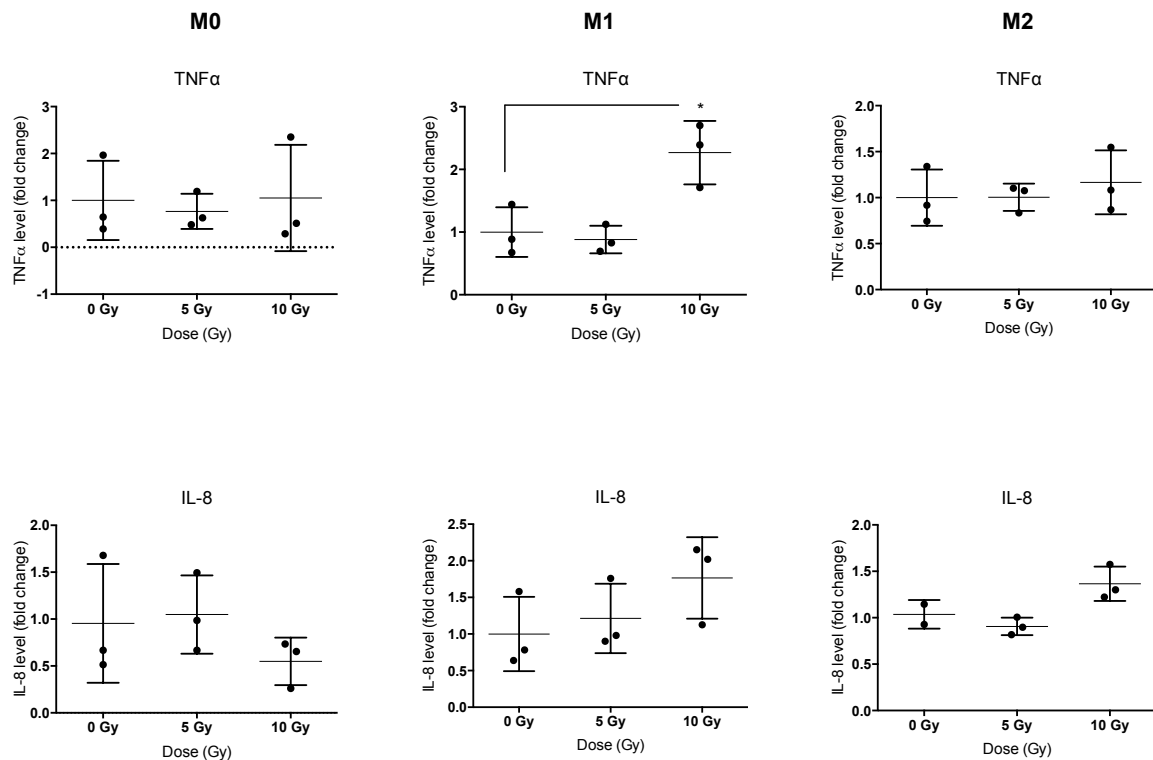 M0
M1
M2
TNFα
TNFα level (fold change)
3
2
1
0
-1
0 Gy
5 Gy
10 Gy
Dose (Gy)
TNFα
TNFα level (fold change)
3
2
1
0
*
0 Gy
5 Gy
10 Gy
Dose (Gy)
TNFα
TNFα level (fold change)
2.0
1.5
1.0
0.5
0.0
0 Gy
5 Gy
10 Gy
Dose (Gy)
IL-8
IL-8 level (fold change)
2.0
1.5
1.0
0.5
0.0
0 Gy
5 Gy
10 Gy
Dose (Gy)
IL-8
IL-8 level (fold change)
2.5
2.0
1.5
1.0
0.5
0.0
0 Gy
5 Gy
10 Gy
Dose (Gy)
IL-8
IL-8 level (fold change)
2.0
1.5
1.0
0.5
0.0
0 Gy
5 Gy
10 Gy
Dose (Gy)